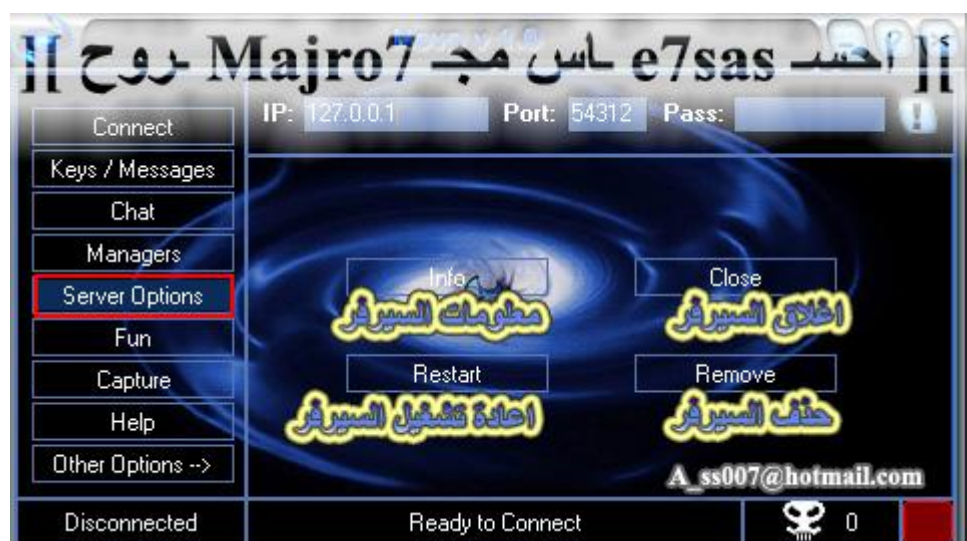 ][ احسـ e7sas ـاس مجـ Majro7 ـروح ][
IP: 127.0.0.1 Port: 54312 Pass:
Connect
Keys / Messages
Chat
Managers
Server Options
Fun
Capture
Help
Other Options -->
Info Close
معلومات السيرفر اغلاق السيرفر
Restart Remove
اعادة تشغيل السيرفر حذف السيرفر
A_ss007@hotmail.com
Disconnected Ready to Connect 0